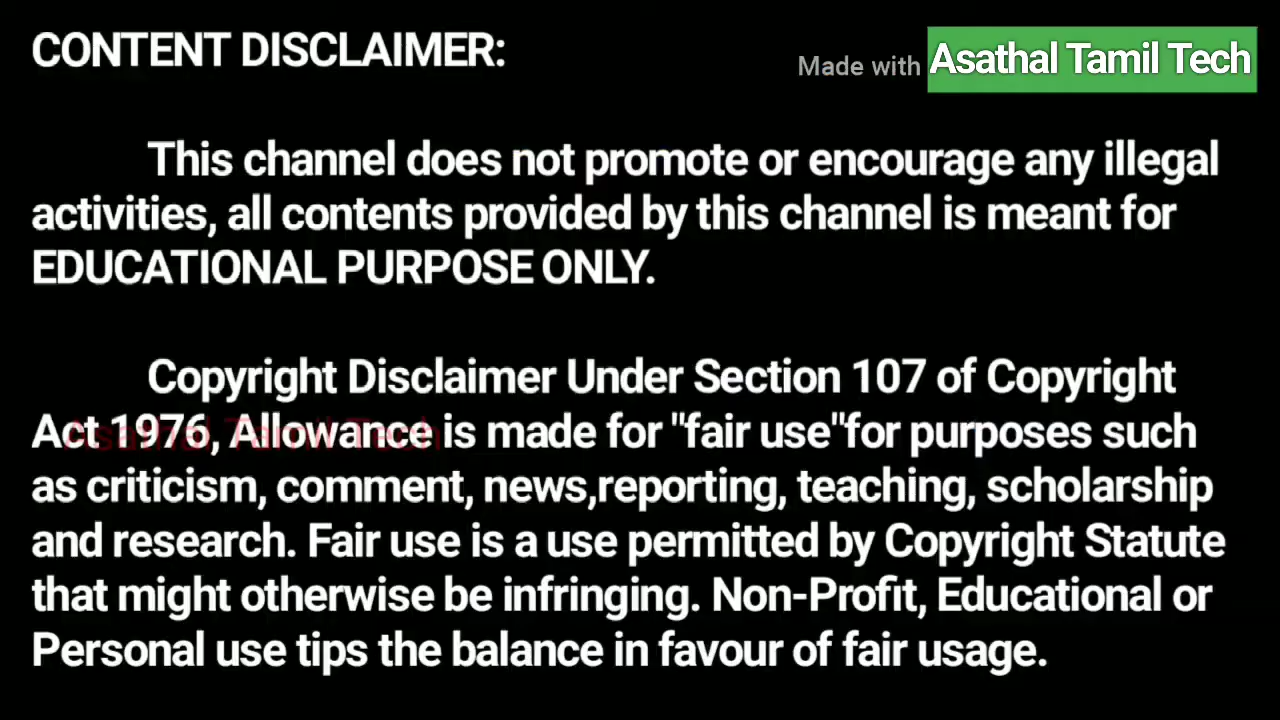 CONTENT DISCLAIMER:
Made with Asathal Tamil Tech
This channel does not promote or encourage any illegal
activities, all contents provided by this channel is meant for
EDUCATIONAL PURPOSE ONLY.
Copyright Disclaimer Under Section 107 of Copyright
Act 1976, Allowance is made for "fair use"for purposes such
Asathal Tamil Tech
as criticism, comment, news,reporting, teaching, scholarship
and research. Fair use is a use permitted by Copyright Statute
that might otherwise be infringing. Non-Profit, Educational or
Personal use tips the balance in favour of fair usage.